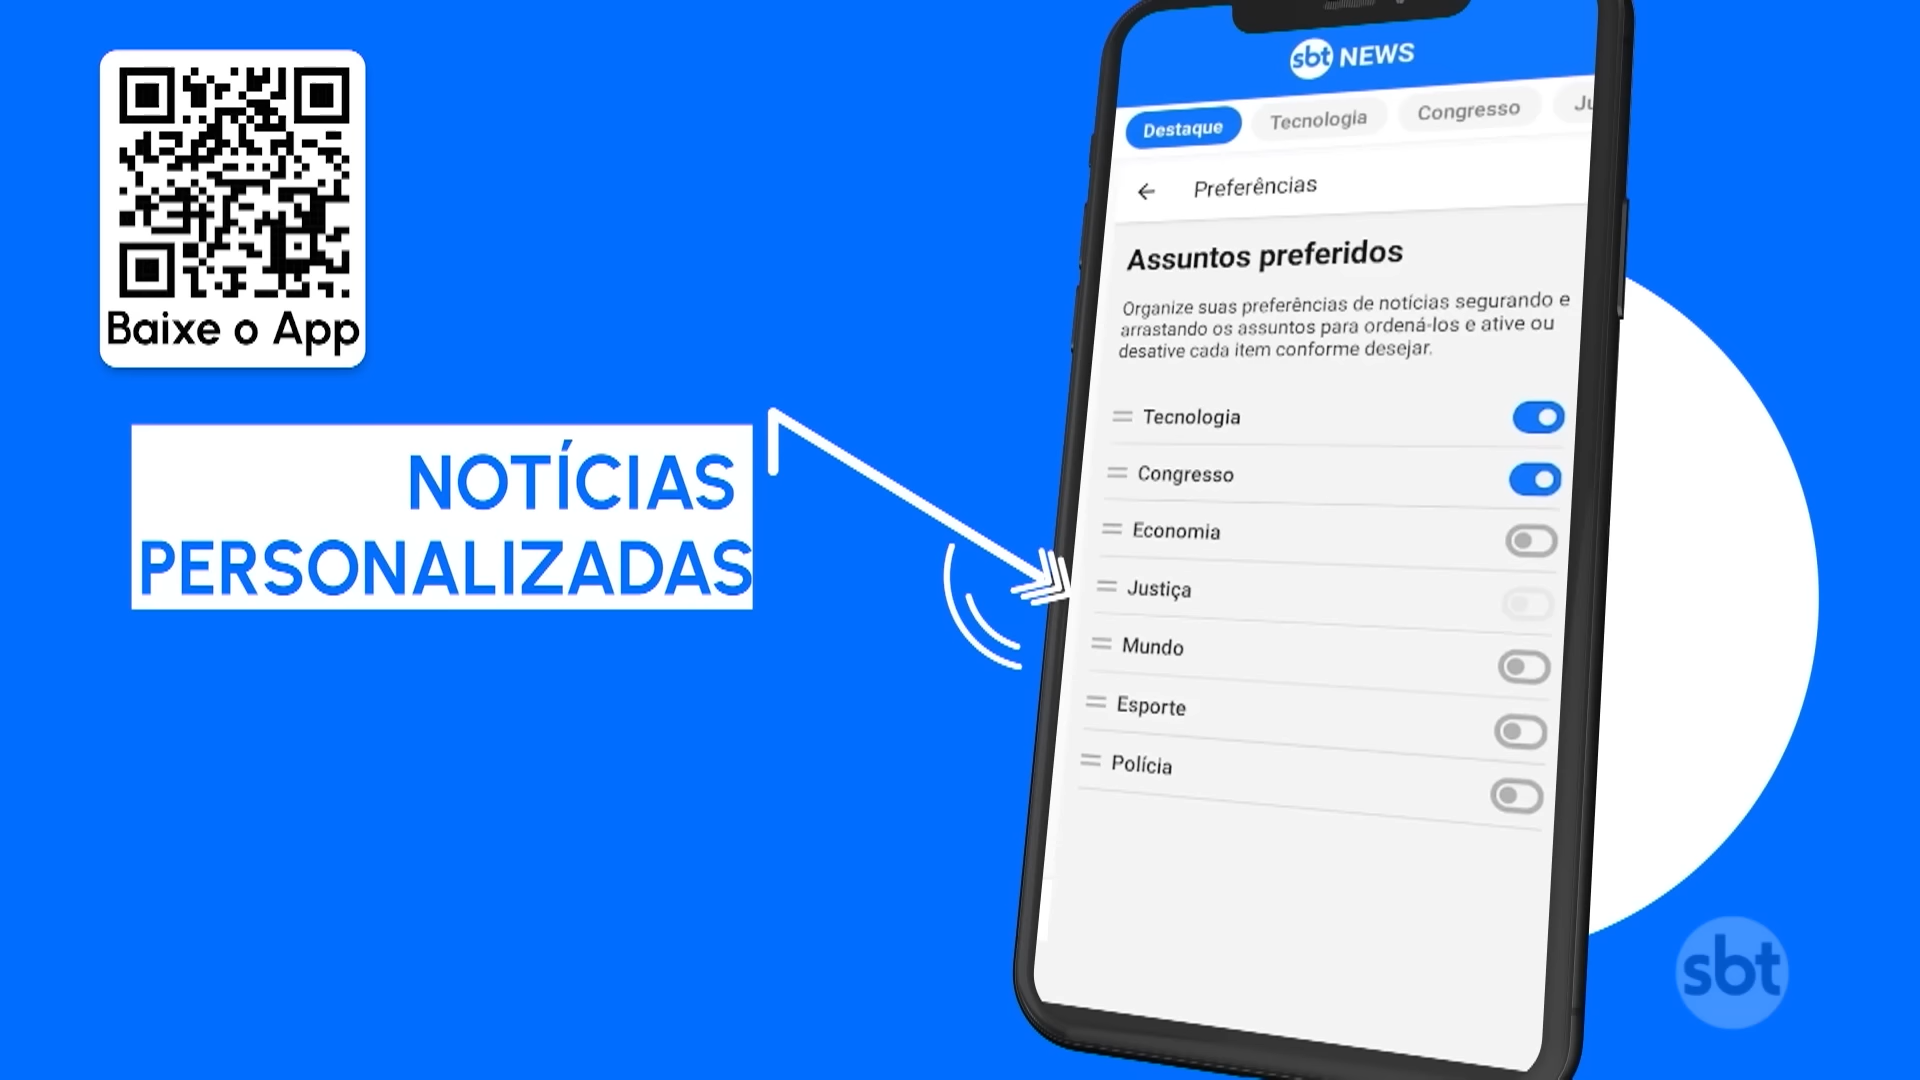 Baixe o App
NOTÍCIAS
PERSONALIZADAS
sbt NEWS
Destaque
Tecnologia
Congresso
Ju
Preferências
Assuntos preferidos
Organize suas preferências de notícias segurando e
arrastando os assuntos para ordená-los e ative ou
desative cada item conforme desejar.
Tecnologia
Congresso
Economia
Justiça
Mundo
Esporte
Polícia
sbt